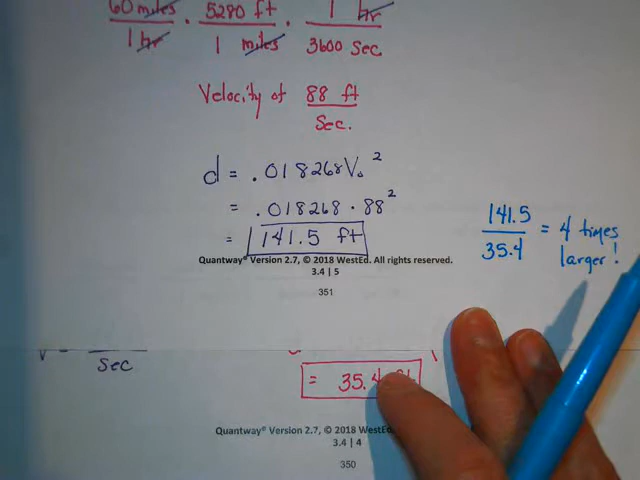 60 miles 5280 ft 1 hr
1 hr · 1 miles · 3600 Sec
Velocity of 88 ft
Sec.
d = .018268V₀²
= .018268 · 88²
= 141.5 ft
Quantway® Version 2.7, © 2018 WestEd. All rights reserved.
3.4 | 5
351
141.5
35.4 = 4 times
larger!
Sec
= 35.4 ft
Quantway® Version 2.7, © 2018 WestEd.
3.4 | 4
350